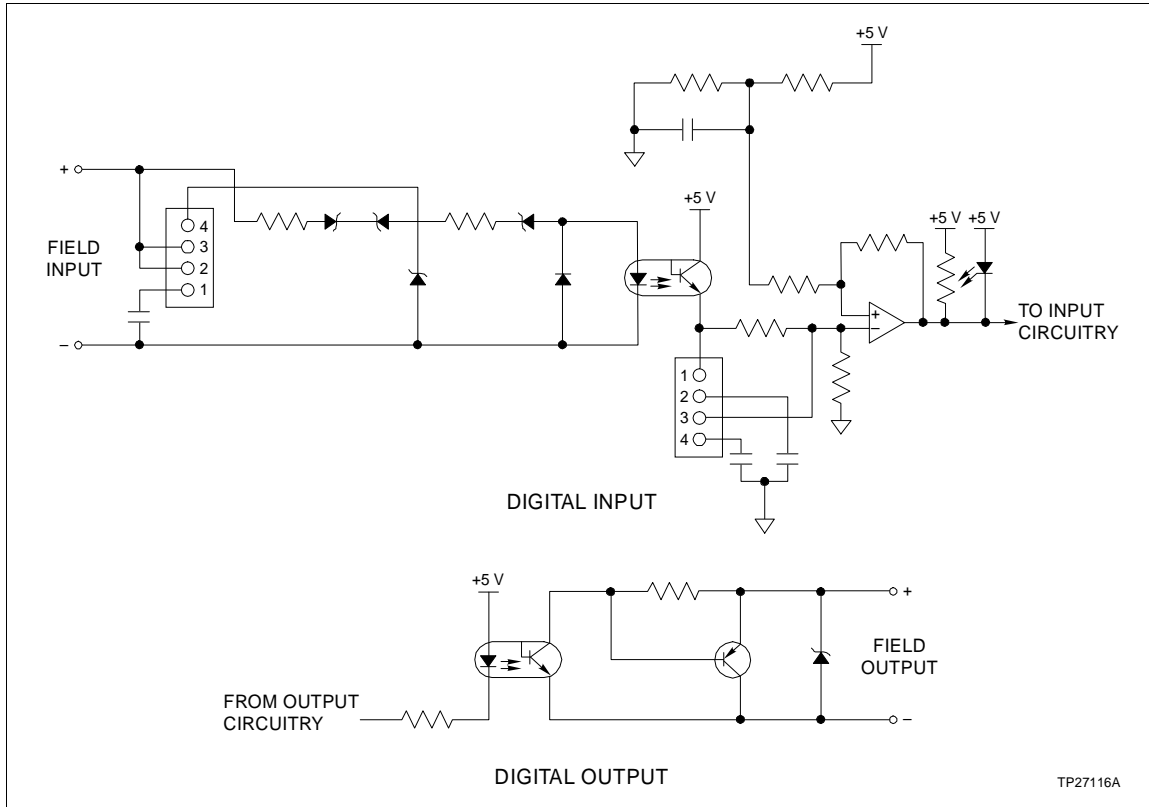 +5 V
+
4
3
2
1
FIELD
INPUT
–
+5 V
+5 V
+5 V
+
–
TO INPUT
CIRCUITRY
1
2
3
4
DIGITAL INPUT
+5 V
+
FIELD
OUTPUT
–
FROM OUTPUT
CIRCUITRY
DIGITAL OUTPUT
TP27116A